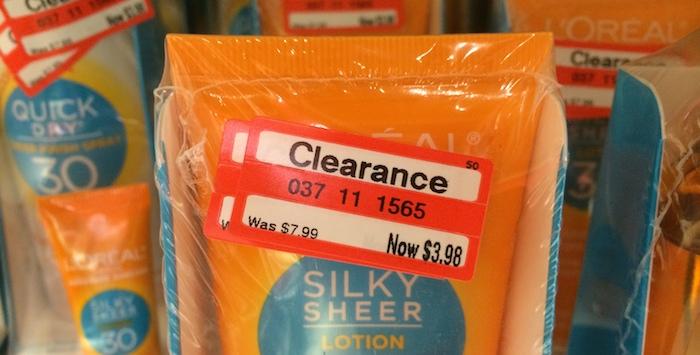 QUICK
DRY
30
L'ORÉAL
SILKY
SHEER
30
Clearance
50
037 11 1565
Was $7.99
Now $3.98
SILKY
SHEER
LOTION
L'ORÉAL
Clearance